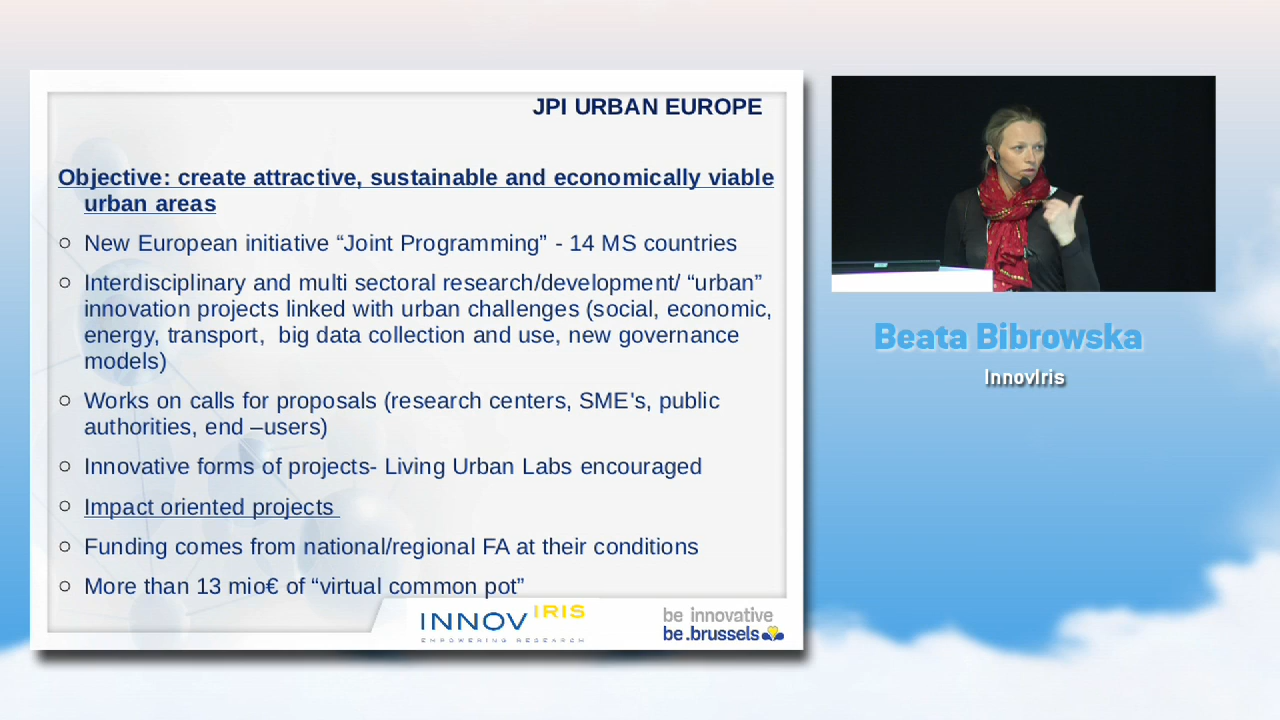 JPI URBAN EUROPE
Objective: create attractive, sustainable and economically viable
urban areas
New European initiative “Joint Programming” - 14 MS countries
Interdisciplinary and multi sectoral research/development/ “urban”
innovation projects linked with urban challenges (social, economic,
energy, transport,  big data collection and use, new governance
models)
Works on calls for proposals (research centers, SME's, public
authorities, end –users)
Innovative forms of projects- Living Urban Labs encouraged
Impact oriented projects
Funding comes from national/regional FA at their conditions
More than 13 mio€ of “virtual common pot”
INNOVIRIS
EMPOWERING RESEARCH
be innovative
be.brussels
Beata Bibrowska
InnovIris